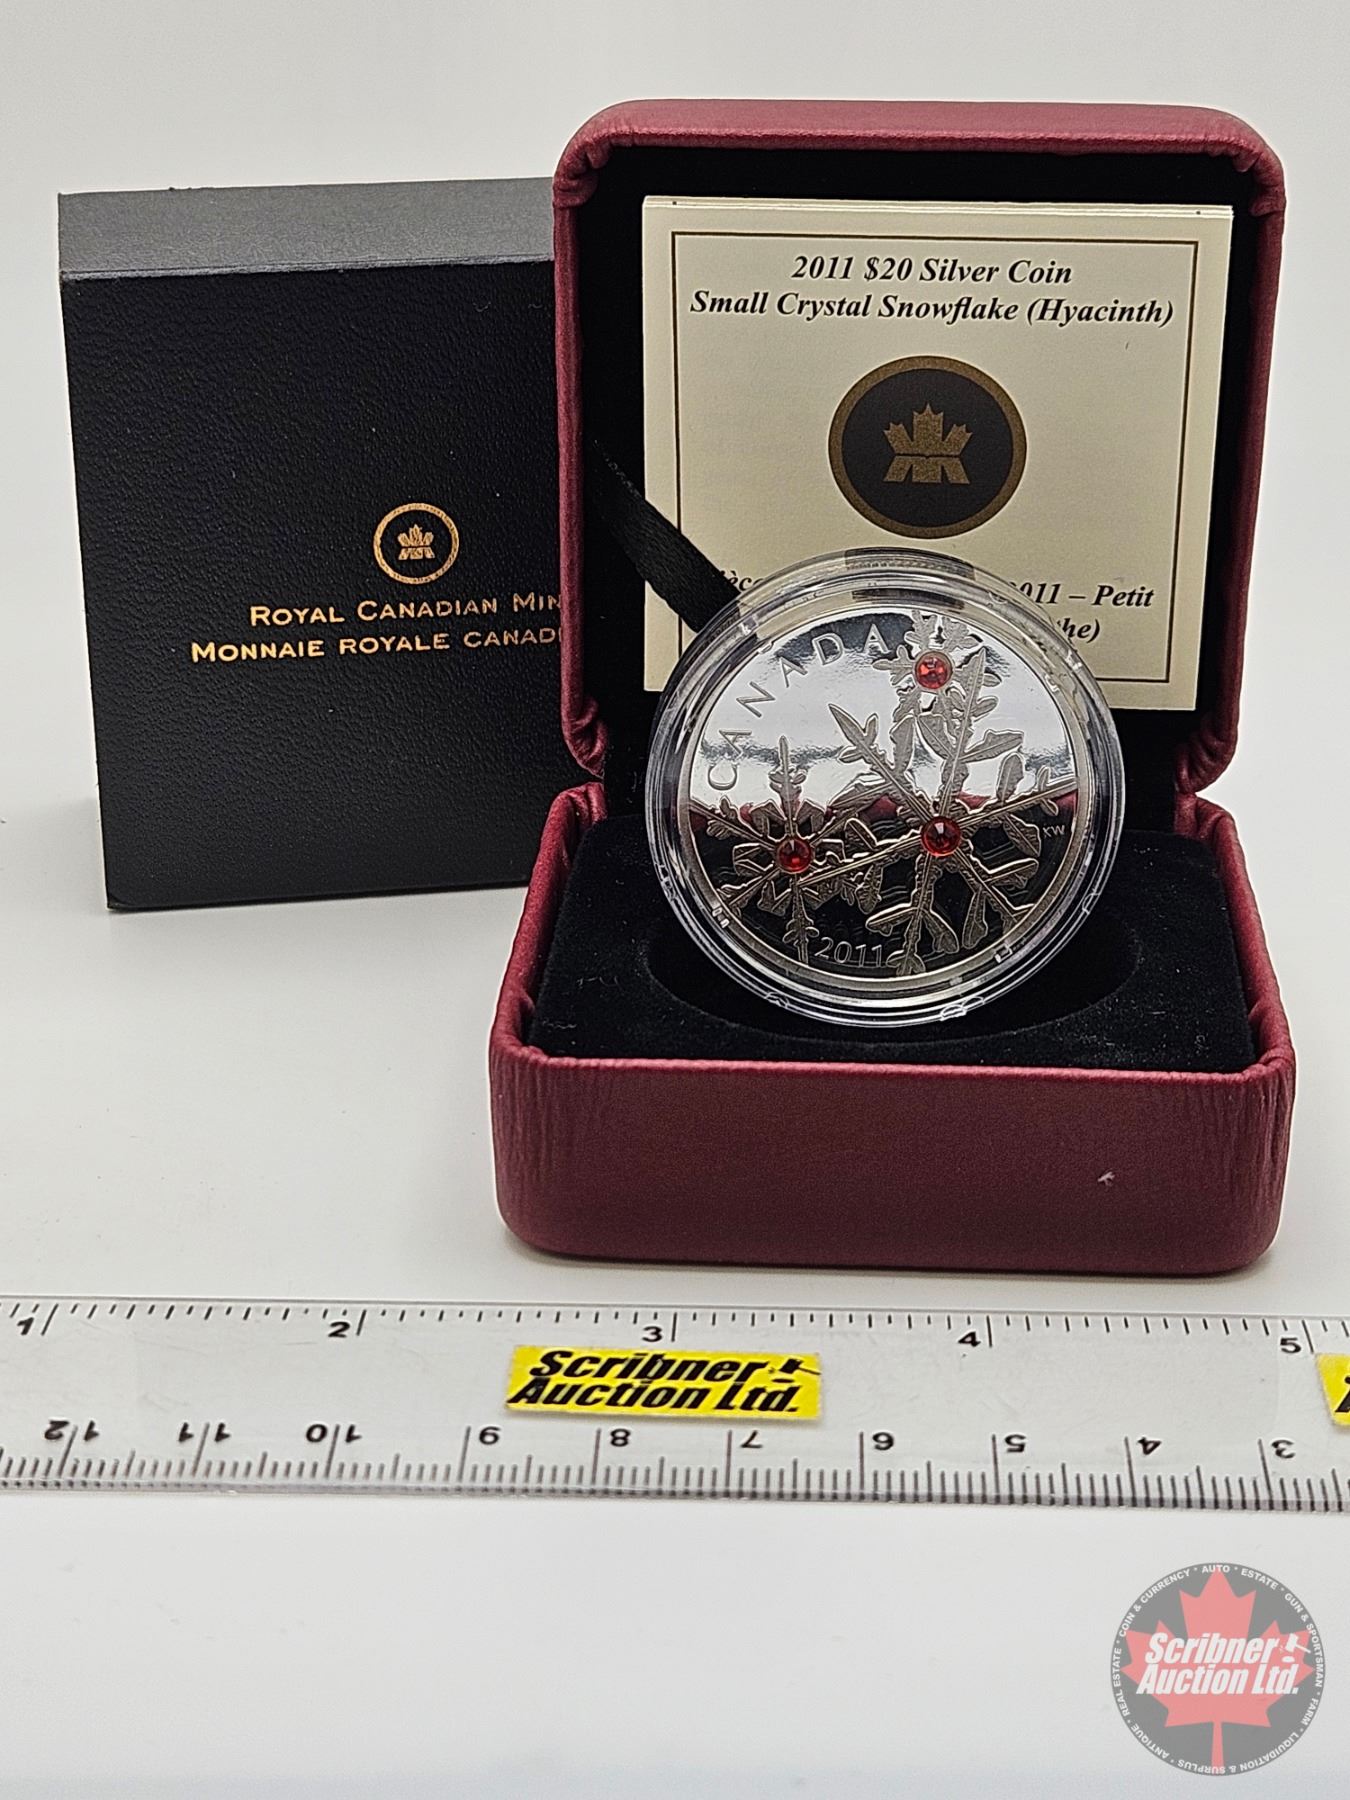 2011 $20 Silver Coin
Small Crystal Snowflake (Hyacinth)
2011 – Petit
ROYAL CANADIAN MIN
MONNAIE ROYALE CANAD
CANADA
KW
2011
1 2 3 4 5
Scribner
Auction Ltd.
12 11 10 9 8 7 6 5 4 3
COIN & CURRENCY · AUTO · ESTATE · GUN & SPORTSMAN · FARM · LIQUIDATION & SURPLUS · ANTIQUE · REAL ESTATE
Scribner
Auction Ltd.